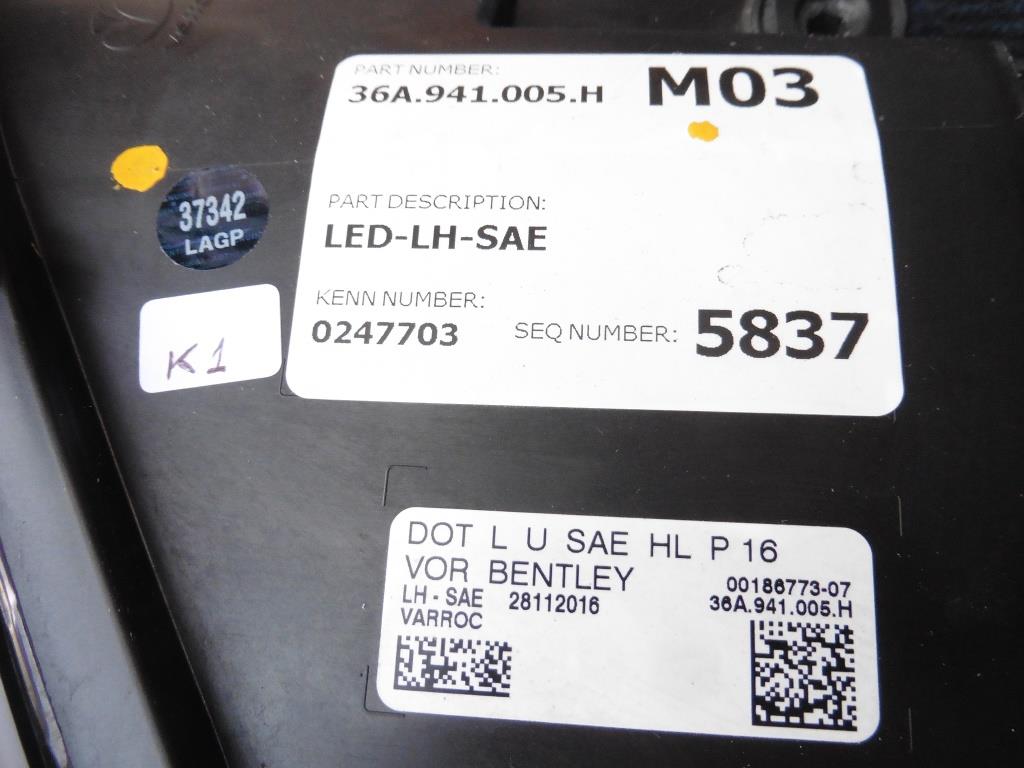 PART NUMBER:
36A.941.005.H M03
PART DESCRIPTION:
LED-LH-SAE
KENN NUMBER:
0247703 SEQ NUMBER: 5837
37342
LAGP
K1
DOT L U SAE HL P 16
VOR BENTLEY 00186773-07
LH - SAE 28112016 36A.941.005.H
VARROC